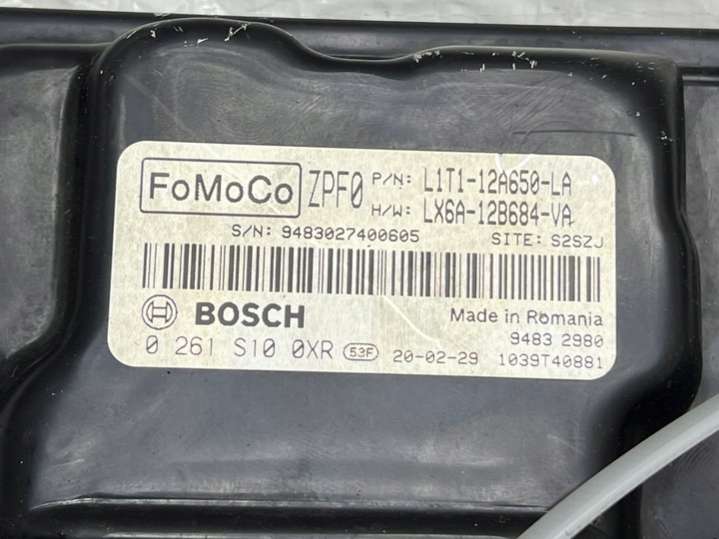 FoMoCo ZPF0 P/N: L1T1-12A650-LA
H/W: LX6A-12B684-VA
S/N: 9483027400605 SITE: S2SZJ
BOSCH Made in Romania
9483 2980
0 261 S10 0XR 53F 20-02-29 1039T40881